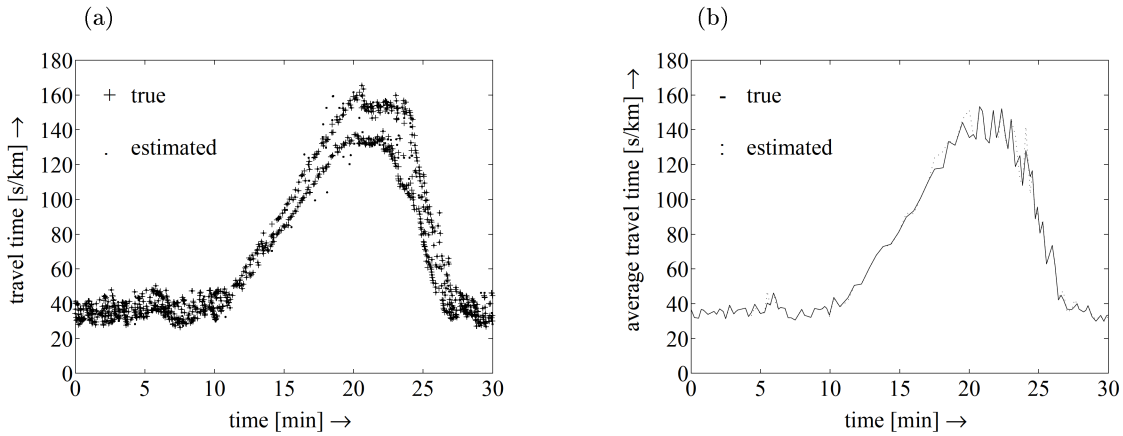 (a)
180
160
140
120
100
80
60
40
20
0
travel time [s/km] →
+ true
. estimated
0 5 10 15 20 25 30
time [min] →
(b)
180
160
140
120
100
80
60
40
20
0
average travel time [s/km] →
- true
: estimated
0 5 10 15 20 25 30
time [min] →